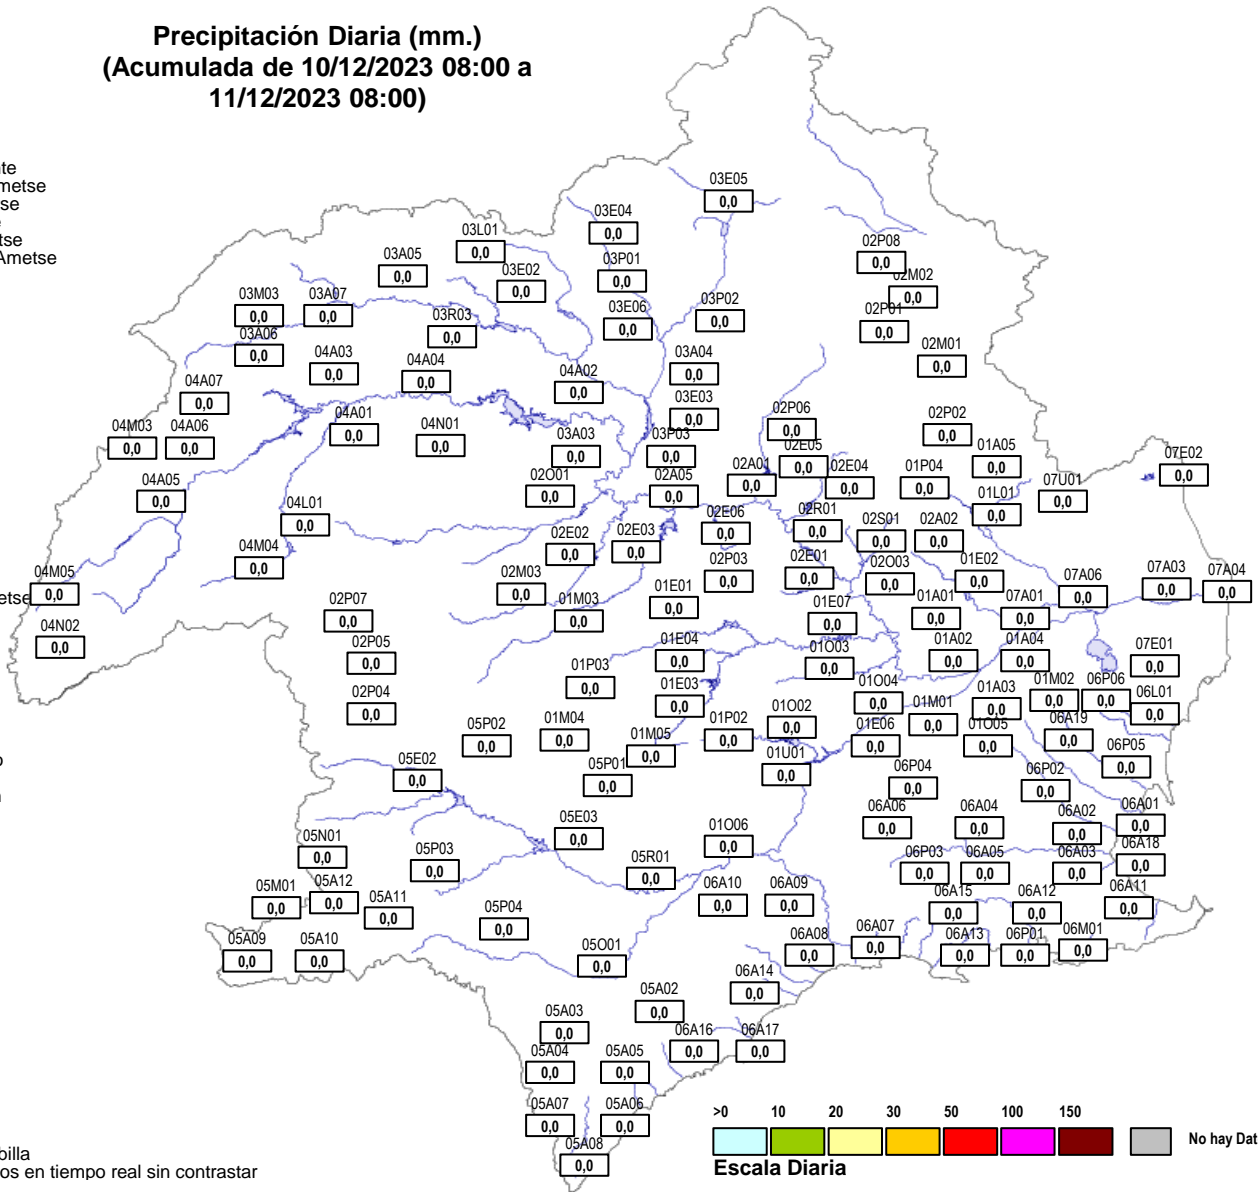 Precipitación Diaria (mm.)
(Acumulada de 10/12/2023 08:00 a
11/12/2023 08:00)
nte
metse
se
e
tse
Ametse
03E05
0,0
03E04
0,0
03L01
0,0
03A05
0,0
03E02
0,0
03P01
0,0
02P08
0,0
02M02
0,0
03M03
0,0
03A07
0,0
03R03
0,0
03E06
0,0
03P02
0,0
02P01
0,0
03A06
0,0
04A03
0,0
04A04
0,0
04A02
0,0
03A04
0,0
02M01
0,0
04A07
0,0
03E03
0,0
04M03
0,0
04A06
0,0
04A01
0,0
04N01
0,0
03A03
0,0
03P03
0,0
02P06
0,0
02E05
0,0
02P02
0,0
01A05
0,0
07E02
0,0
04A05
0,0
02O01
0,0
02A05
0,0
02A01
0,0
02E04
0,0
01P04
0,0
01L01
0,0
07U01
0,0
04L01
0,0
02E02
0,0
02E03
0,0
02E06
0,0
02R01
0,0
02S01
0,0
02A02
0,0
04M04
0,0
04M05
0,0
etse
02M03
0,0
01M03
0,0
01E01
0,0
02P03
0,0
02E01
0,0
02O03
0,0
01E02
0,0
07A06
0,0
07A03
0,0
07A04
0,0
04N02
0,0
02P07
0,0
02P05
0,0
02P04
0,0
01E07
0,0
01A01
0,0
07A01
0,0
01P03
0,0
01E04
0,0
01E03
0,0
01O03
0,0
01A02
0,0
01A04
0,0
07E01
0,0
01O04
0,0
01M01
0,0
01A03
0,0
01M02
0,0
06P06
0,0
06L01
0,0
05P02
0,0
01M04
0,0
01M05
0,0
01P02
0,0
01O02
0,0
01E06
0,0
01O05
0,0
06A19
0,0
06P05
0,0
o
05E02
0,0
05P01
0,0
01U01
0,0
06P04
0,0
06P02
0,0
05N01
0,0
05P03
0,0
05E03
0,0
05R01
0,0
01O06
0,0
06A06
0,0
06A04
0,0
06A02
0,0
06A01
0,0
06P03
0,0
06A05
0,0
06A03
0,0
06A18
0,0
05M01
0,0
05A12
0,0
05A11
0,0
05P04
0,0
06A10
0,0
06A09
0,0
06A15
0,0
06A12
0,0
06A11
0,0
05A09
0,0
05A10
0,0
05O01
0,0
06A08
0,0
06A07
0,0
06A13
0,0
06P01
0,0
06M01
0,0
06A14
0,0
05A02
0,0
05A03
0,0
06A16
0,0
06A17
0,0
05A04
0,0
05A05
0,0
05A07
0,0
05A06
0,0
05A08
0,0
>0 10 20 30 50 100 150
No hay Dat
Escala Diaria
billa
os en tiempo real sin contrastar